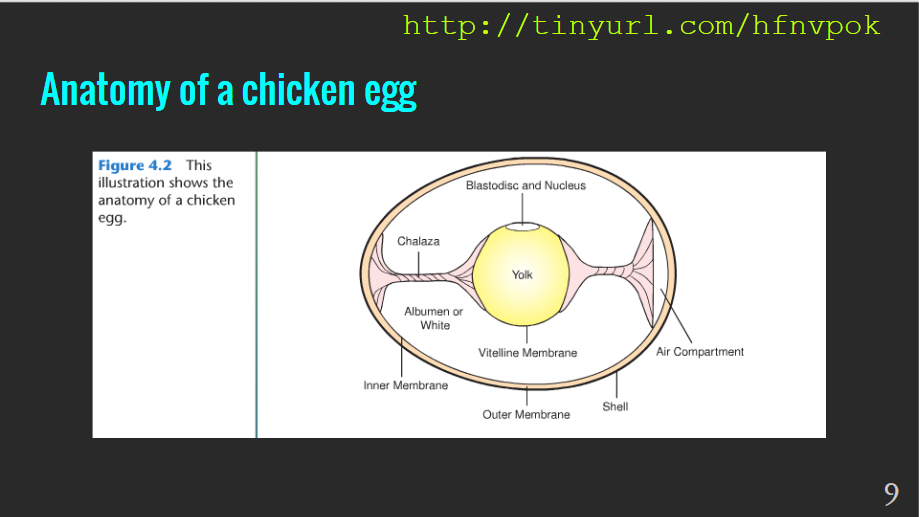 http://tinyurl.com/hfnvpok
Anatomy of a chicken egg
Figure 4.2 This
illustration shows the
anatomy of a chicken
egg.
Blastodisc and Nucleus
Chalaza
Yolk
Albumen or
White
Vitelline Membrane
Air Compartment
Inner Membrane
Shell
Outer Membrane
9